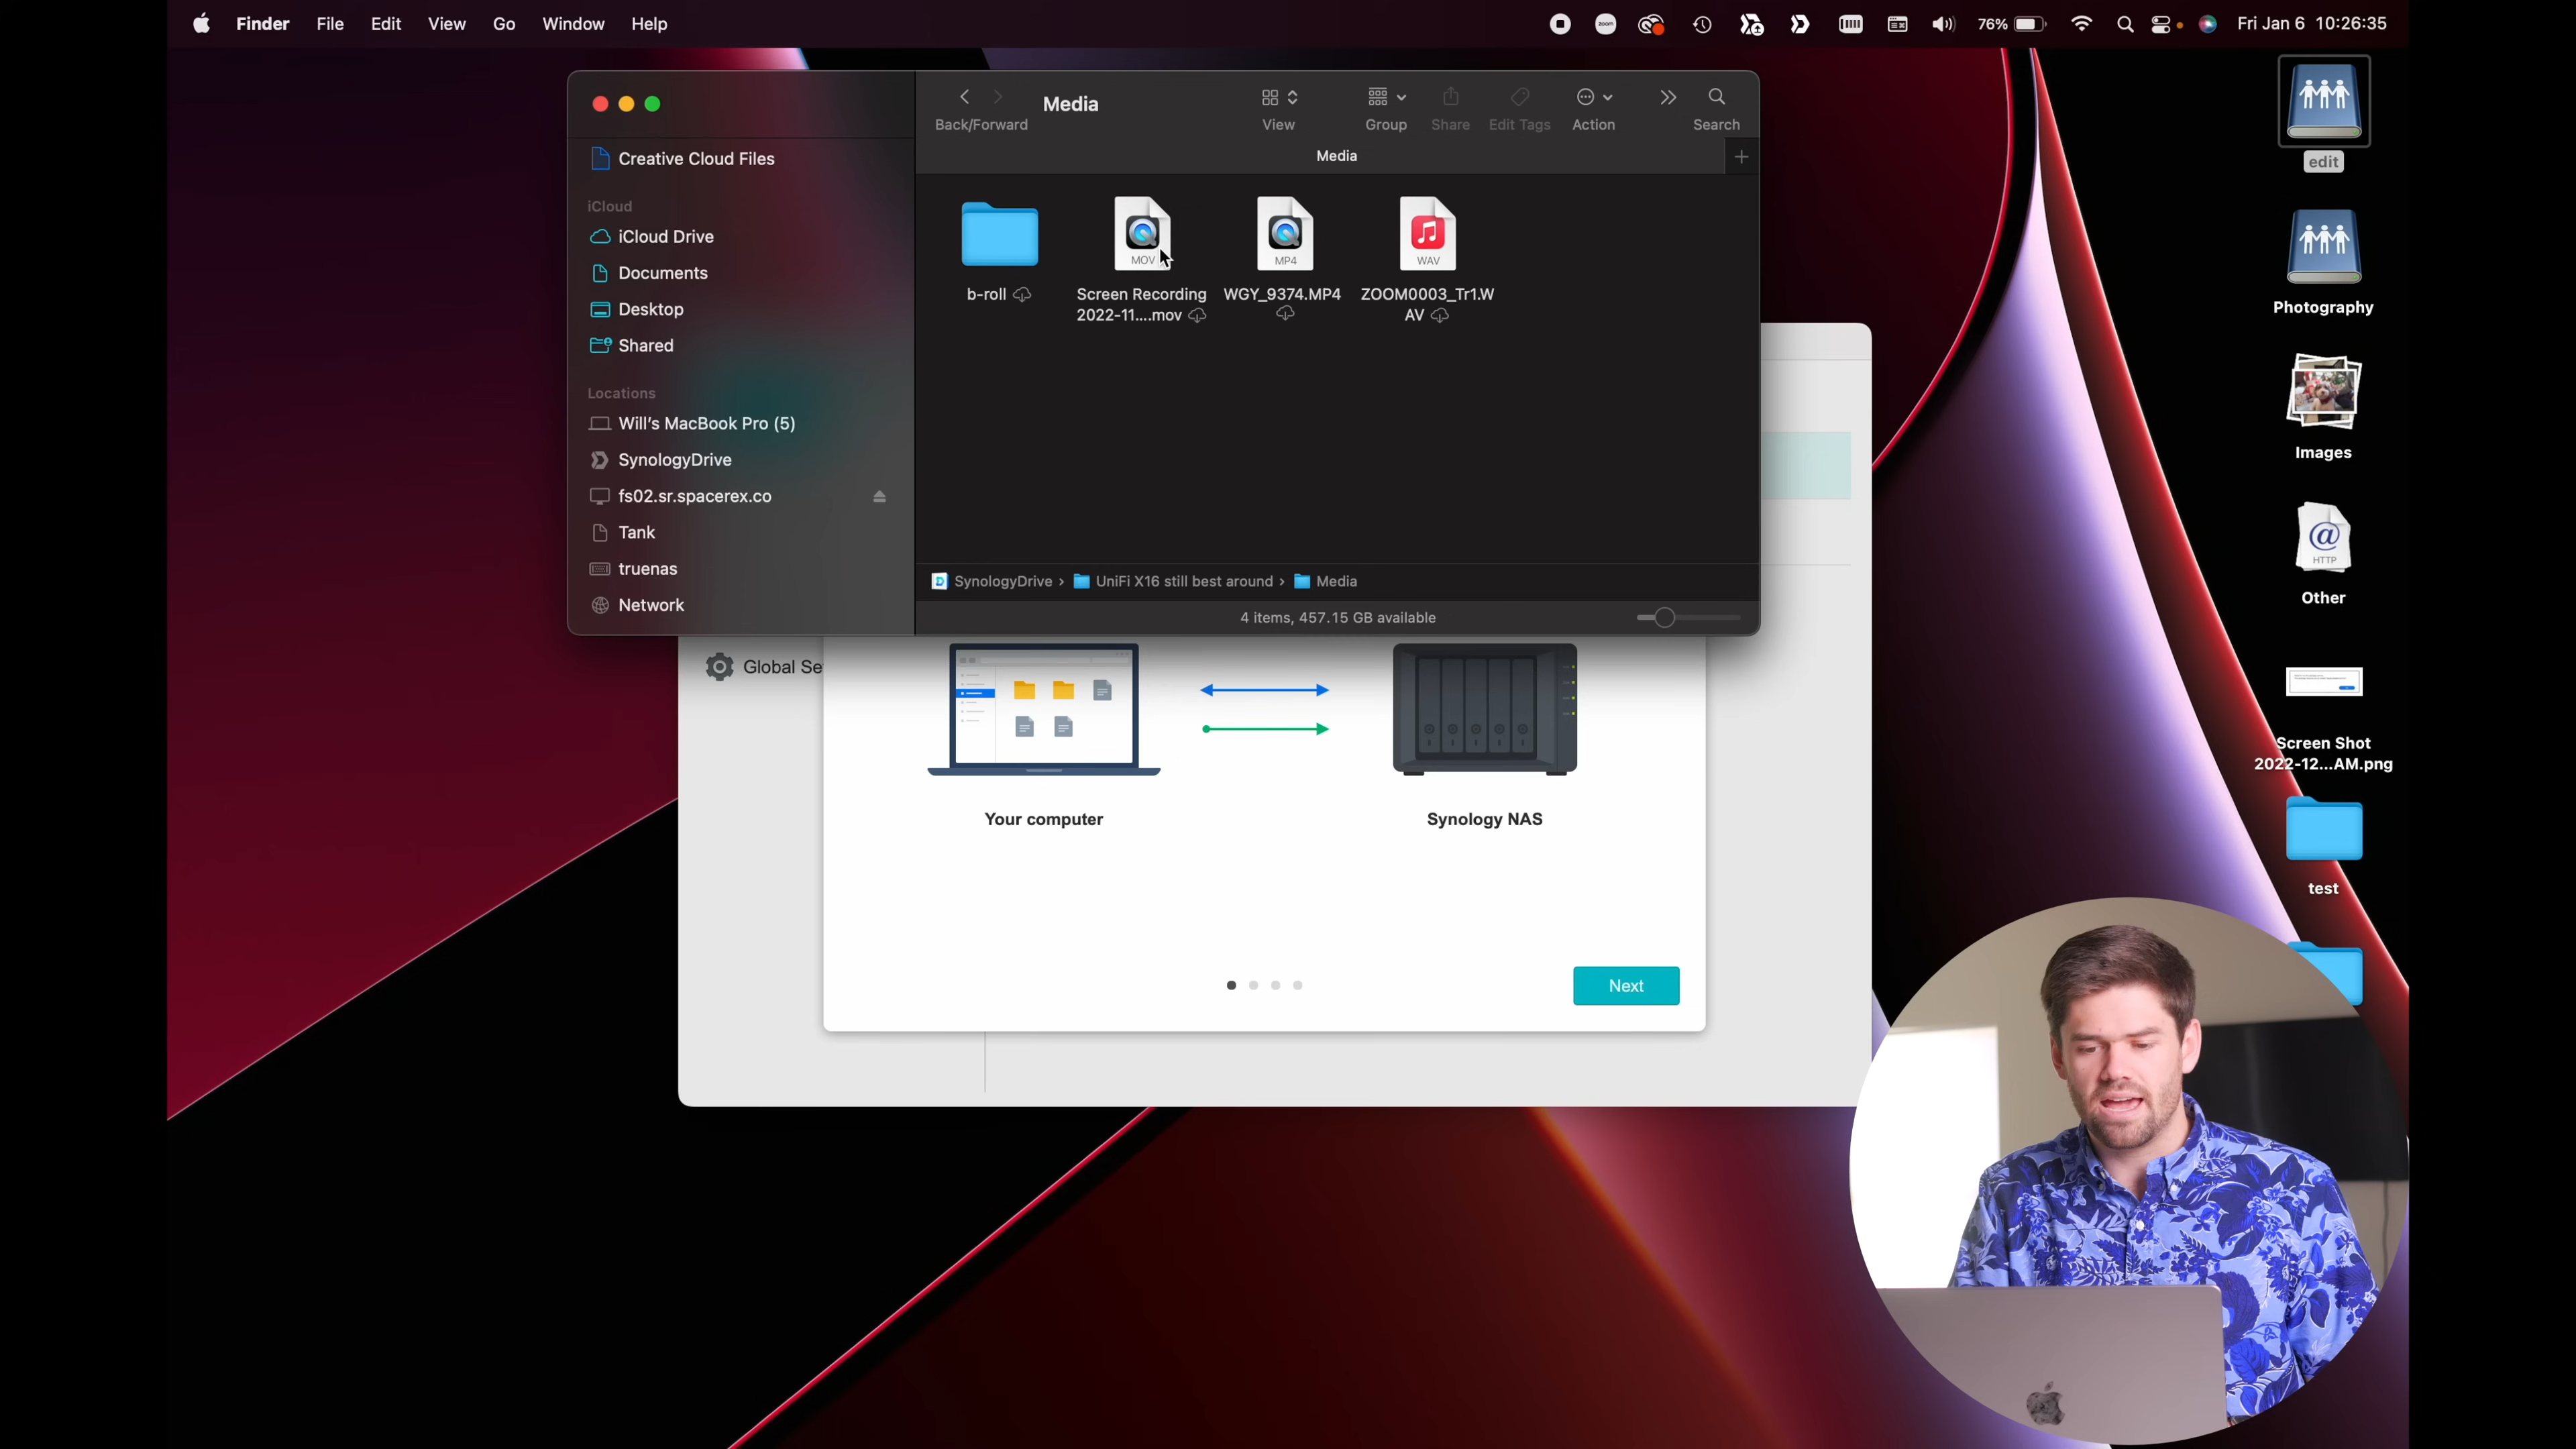 Finder File Edit View Go Window Help
zoom
76%
Fri Jan 6 10:26:35
Media
Back/Forward
View
Group
Share
Edit Tags
Action
Search
Media
Creative Cloud Files
iCloud
iCloud Drive
Documents
Desktop
Shared
Locations
Will's MacBook Pro (5)
SynologyDrive
fs02.sr.spacerex.co
Tank
truenas
Network
MOV
MP4
WAV
b-roll
Screen Recording
2022-11....mov
WGY_9374.MP4
ZOOM0003_Tr1.W
AV
SynologyDrive › UniFi X16 still best around › Media
4 items, 457.15 GB available
Global Se
Your computer
Synology NAS
Next
edit
Photography
Images
HTTP
Other
Screen Shot
2022-12...AM.png
test